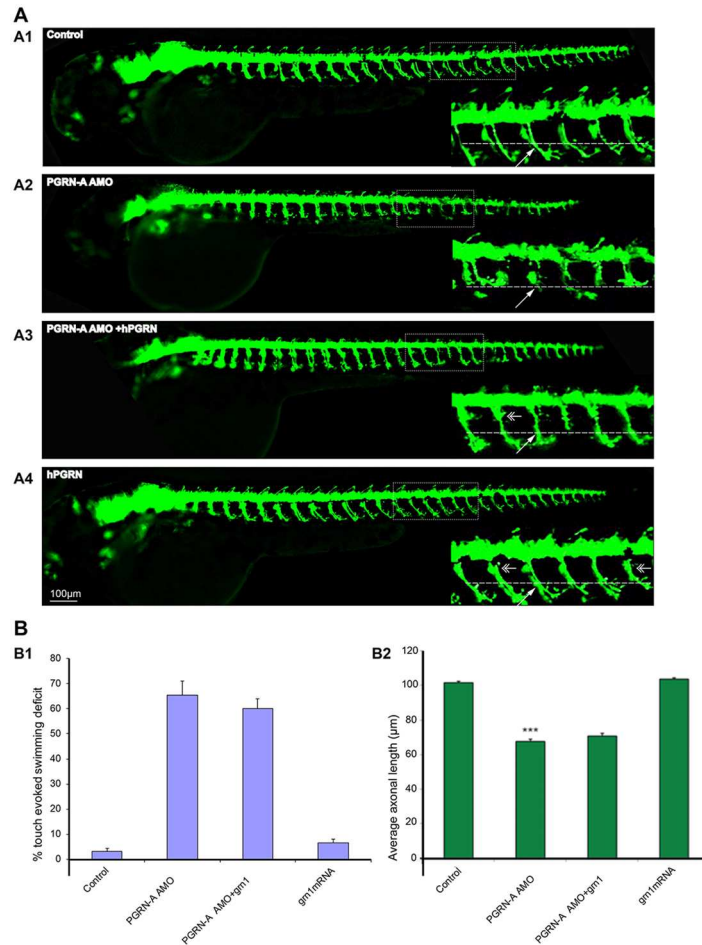 A
A1
Control
A2
PGRN-A AMO
A3
PGRN-A AMO +hPGRN
A4
hPGRN
100µm
B
B1
80
70
60
50
40
30
20
10
0
% touch evoked swimming deficit
Control
PGRN-A AMO
PGRN-A AMO+grn1
grn1mRNA
B2
120
100
80
60
40
20
0
Average axonal length (µm)
***
Control
PGRN-A AMO
PGRN-A AMO+grn1
grn1mRNA